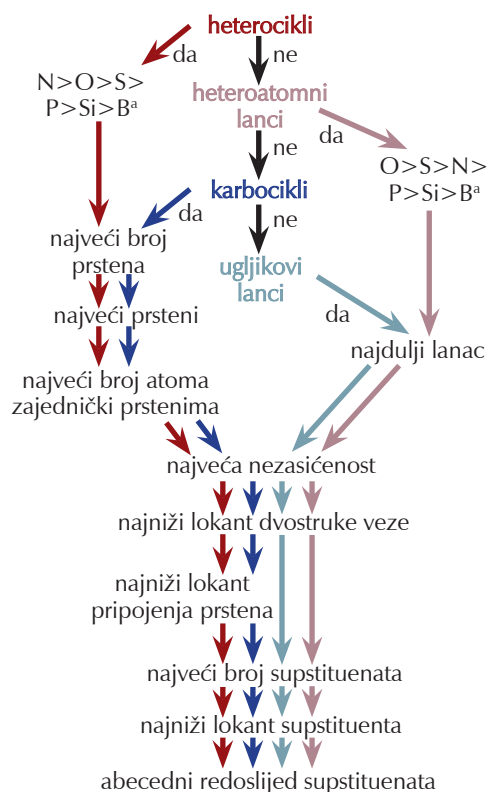 heterocikli
da
ne
N>O>S>
P>Si>Bᵃ
heteroatomni
lanci
da
ne
O>S>N>
P>Si>Bᵃ
karbocikli
da
ne
najveći broj
prstena
ugljikovi
lanci
da
najveći prsteni
najdulji lanac
najveći broj atoma
zajednički prstenima
najveća nezasićenost
najniži lokant dvostruke veze
najniži lokant
pripojenja prstena
najveći broj supstituenata
najniži lokant supstituenta
abecedni redoslijed supstituenata